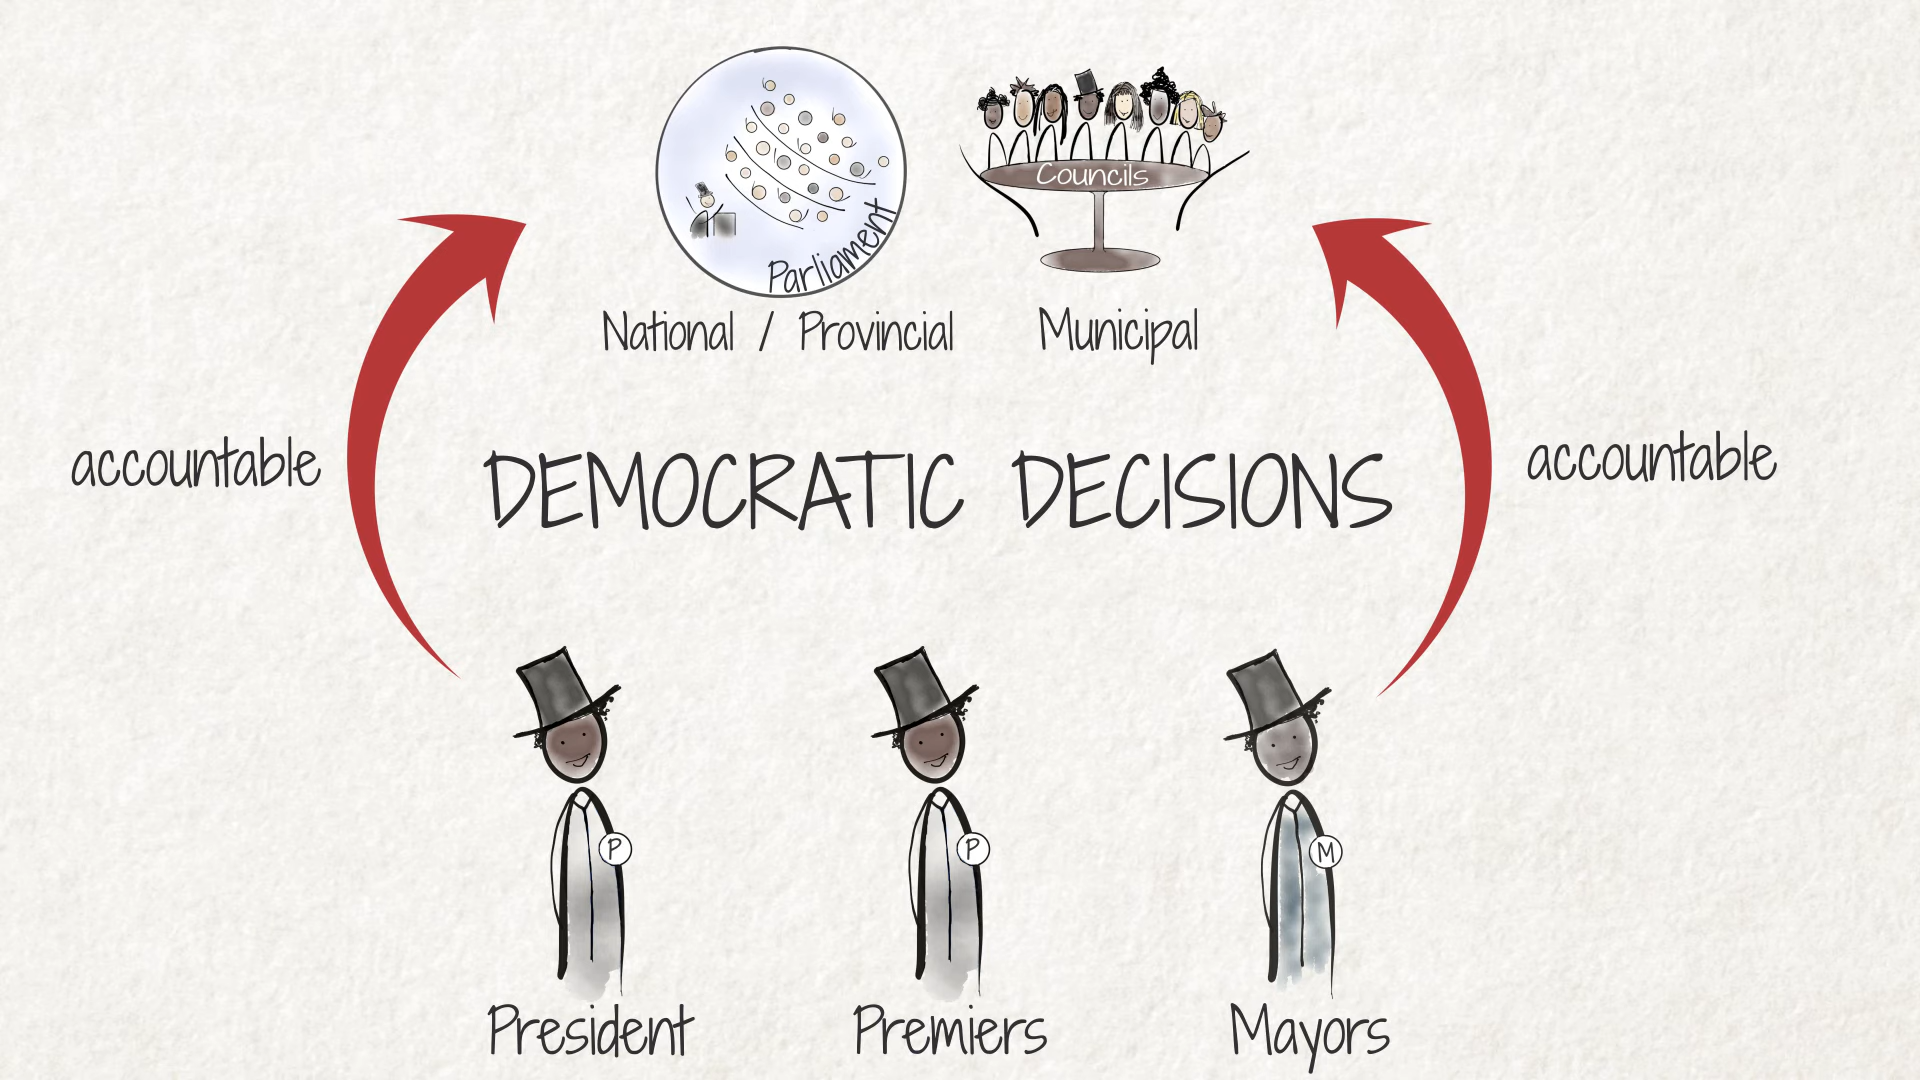 Parliament
Councils
National / Provincial
Municipal
accountable
DEMOCRATIC DECISIONS
accountable
P
P
M
President
Premiers
Mayors